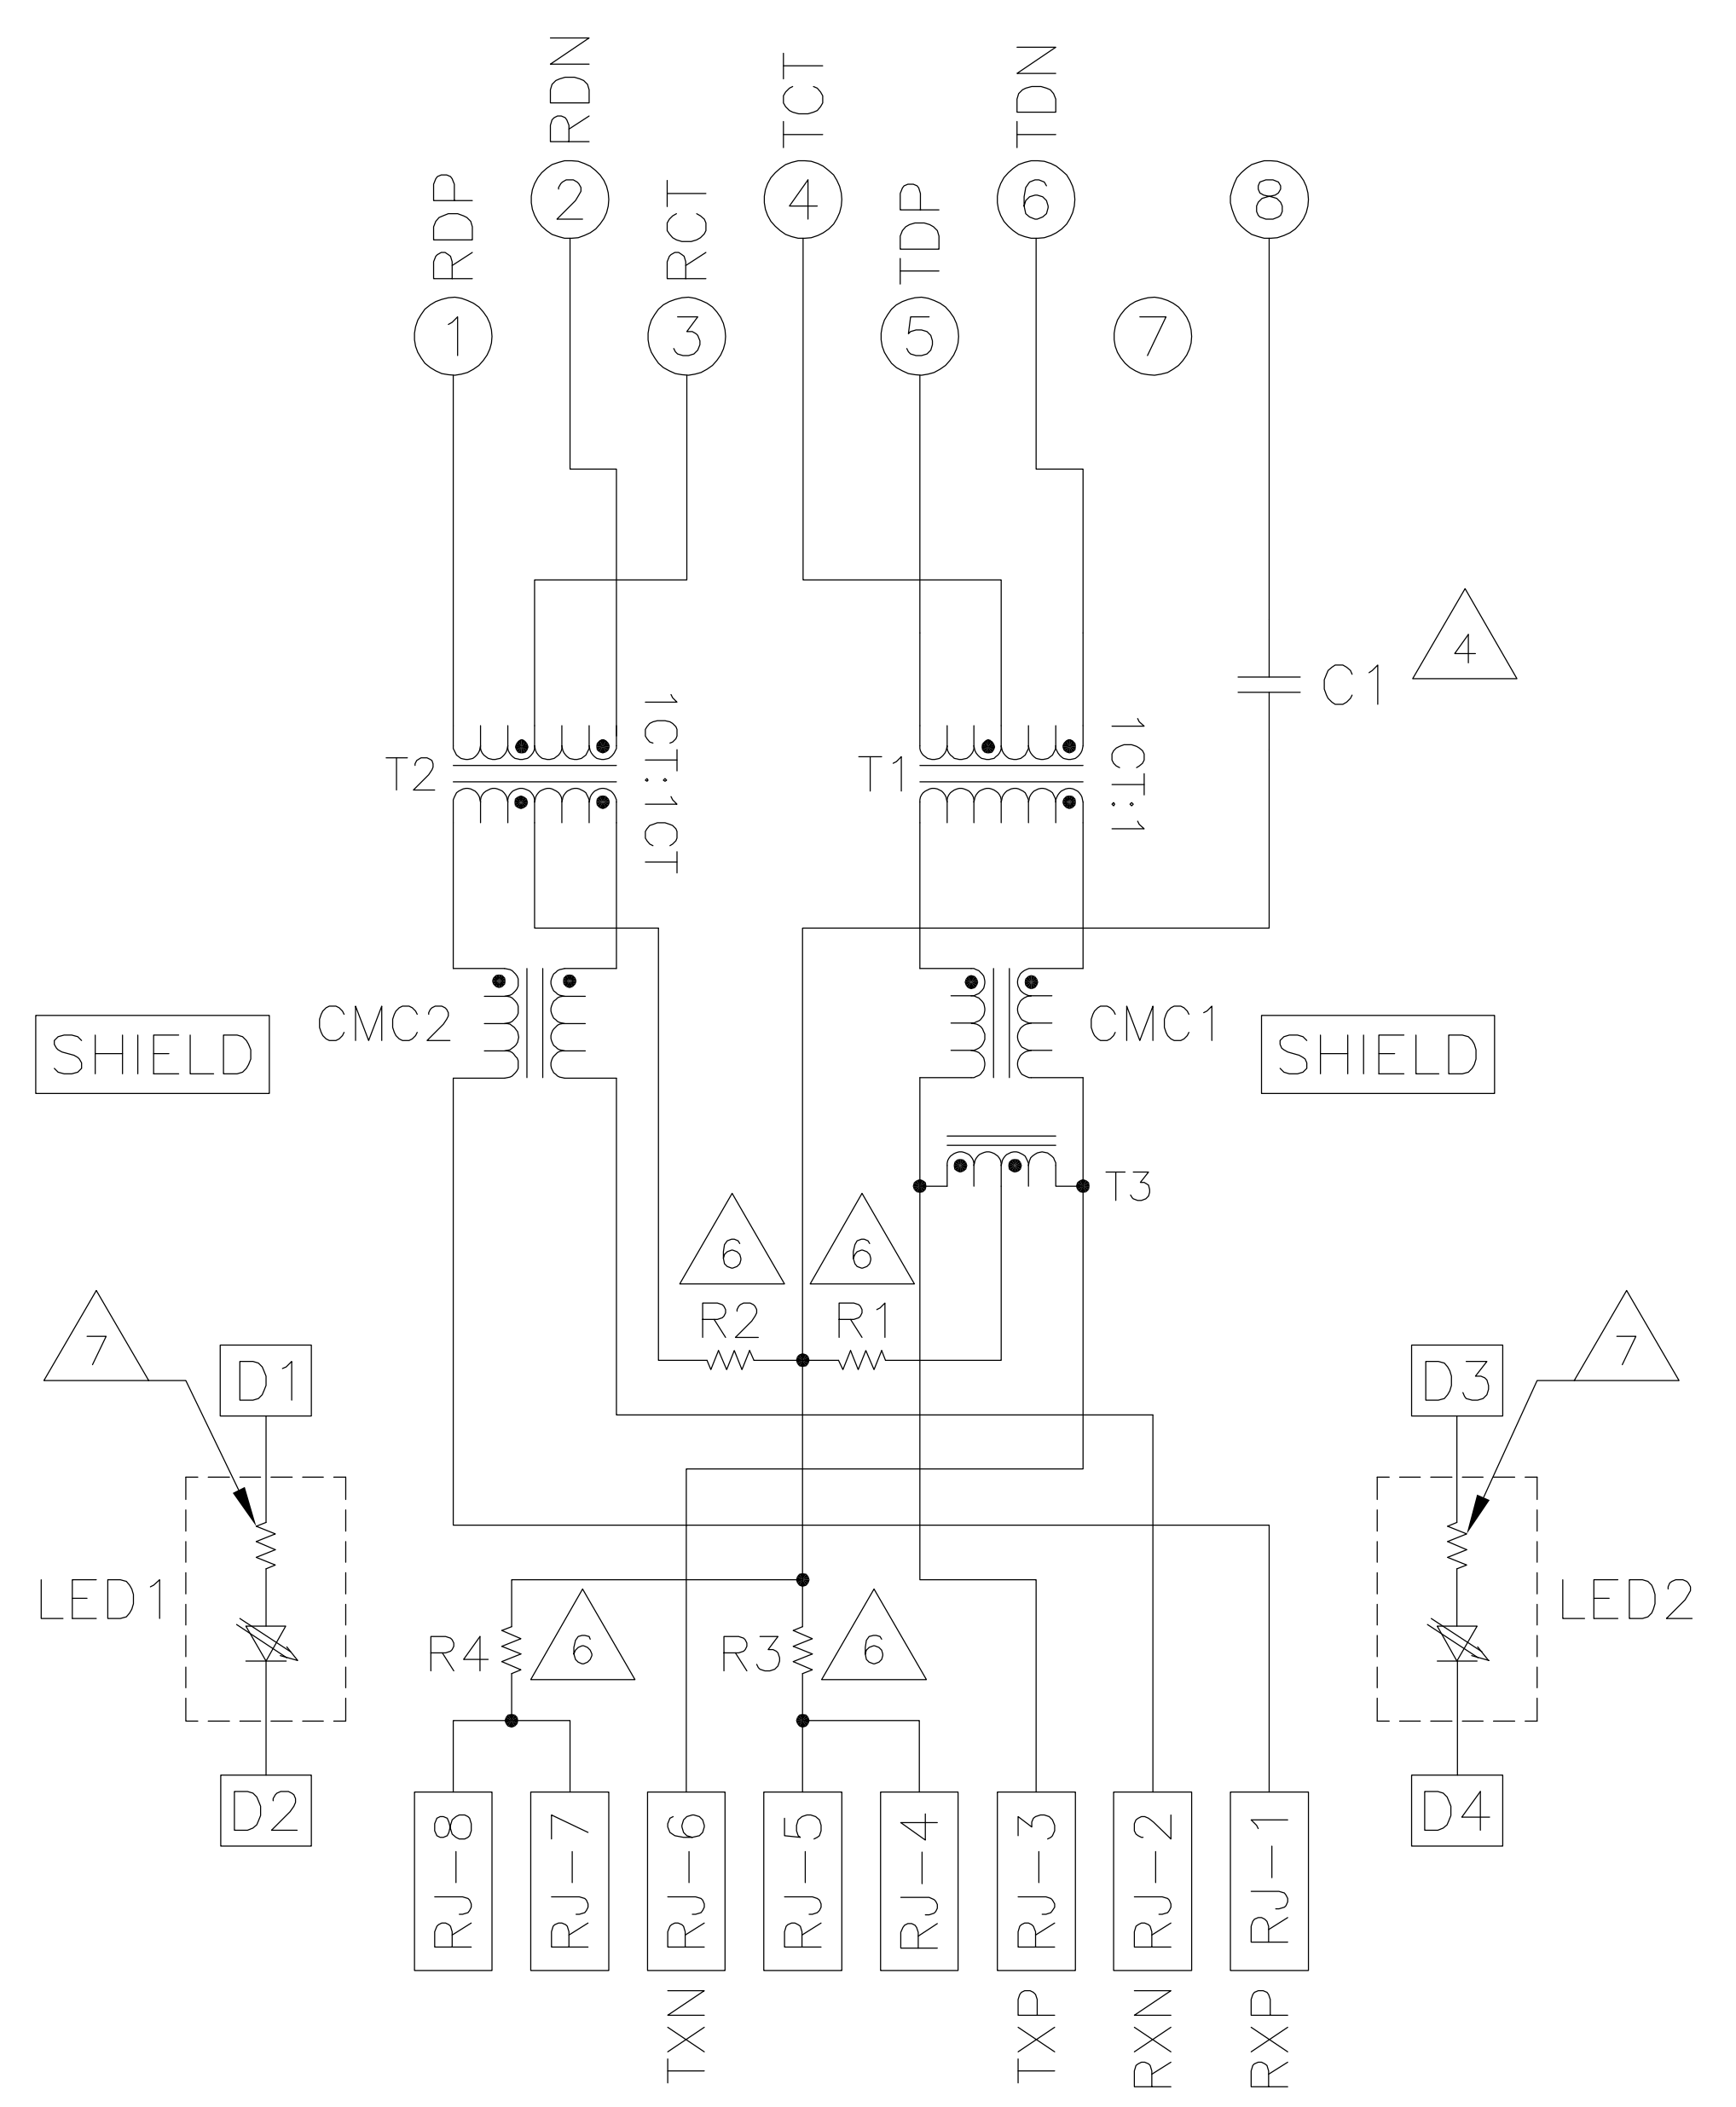 RDN
TCT
TDN
2
4
6
8
RDP
RCT
TDP
1
3
5
7
4
C1
T2
1CT:1CT
T1
1CT:1
CMC2
CMC1
SHIELD
SHIELD
T3
6
6
R2
R1
7
7
D1
D3
LED1
LED2
R4
6
R3
6
D2
D4
RJ-8
RJ-7
RJ-6
RJ-5
RJ-4
RJ-3
RJ-2
RJ-1
TXN
TXP
RXN
RXP